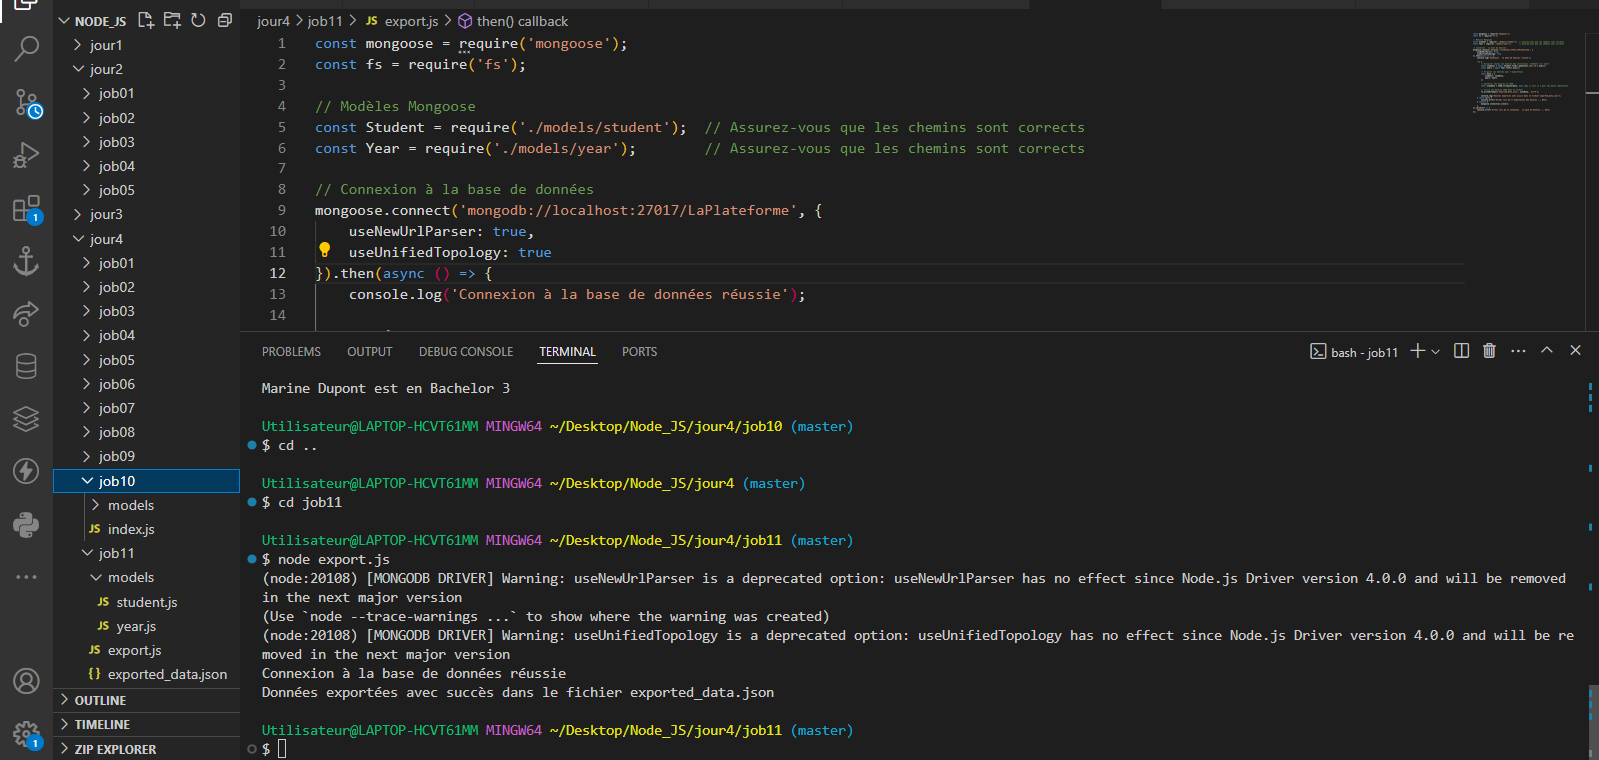 NODE_JS
jour1
jour2
job01
job02
job03
job04
job05
jour3
jour4
job01
job02
job03
job04
job05
job06
job07
job08
job09
job10
models
JS index.js
job11
models
JS student.js
JS year.js
JS export.js
{} exported_data.json
OUTLINE
TIMELINE
ZIP EXPLORER
1
1
jour4 > job11 > JS export.js > then() callback
1 const mongoose = require('mongoose');
2 const fs = require('fs');
3
4 // Modèles Mongoose
5 const Student = require('./models/student');  // Assurez-vous que les chemins sont corrects
6 const Year = require('./models/year');        // Assurez-vous que les chemins sont corrects
7
8 // Connexion à la base de données
9 mongoose.connect('mongodb://localhost:27017/LaPlateforme', {
10     useNewUrlParser: true,
11     useUnifiedTopology: true
12 }).then(async () => {
13     console.log('Connexion à la base de données réussie');
14
PROBLEMS OUTPUT DEBUG CONSOLE TERMINAL PORTS
bash - job11
Marine Dupont est en Bachelor 3
Utilisateur@LAPTOP-HCVT61MM MINGW64 ~/Desktop/Node_JS/jour4/job10 (master)
$ cd ..
Utilisateur@LAPTOP-HCVT61MM MINGW64 ~/Desktop/Node_JS/jour4 (master)
$ cd job11
Utilisateur@LAPTOP-HCVT61MM MINGW64 ~/Desktop/Node_JS/jour4/job11 (master)
$ node export.js
(node:20108) [MONGODB DRIVER] Warning: useNewUrlParser is a deprecated option: useNewUrlParser has no effect since Node.js Driver version 4.0.0 and will be removed
in the next major version
(Use `node --trace-warnings ...` to show where the warning was created)
(node:20108) [MONGODB DRIVER] Warning: useUnifiedTopology is a deprecated option: useUnifiedTopology has no effect since Node.js Driver version 4.0.0 and will be re
moved in the next major version
Connexion à la base de données réussie
Données exportées avec succès dans le fichier exported_data.json
Utilisateur@LAPTOP-HCVT61MM MINGW64 ~/Desktop/Node_JS/jour4/job11 (master)
$